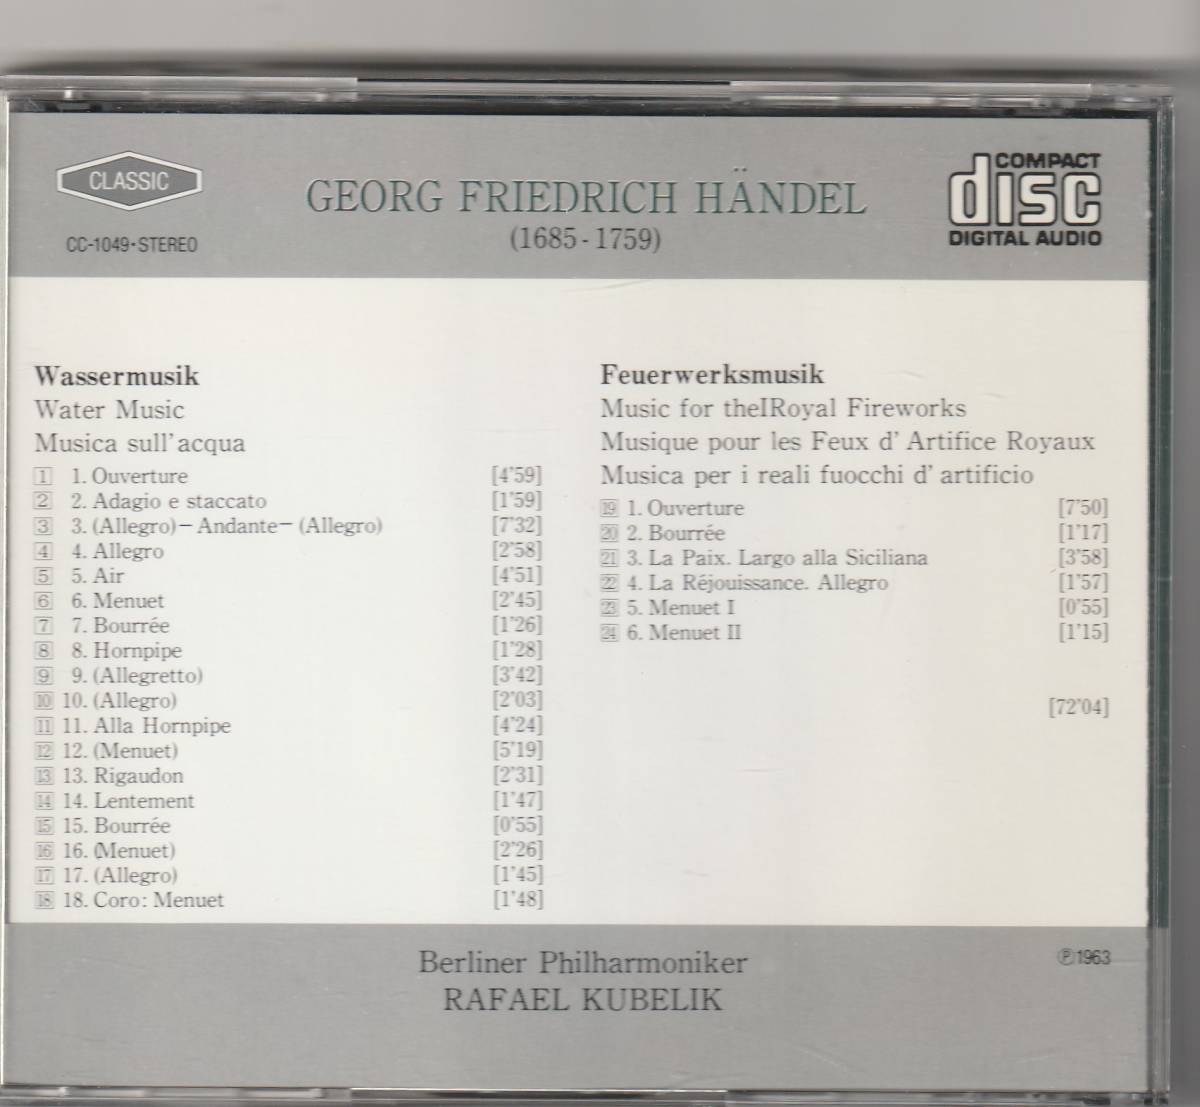 CLASSIC
CC-1049·STEREO
GEORG FRIEDRICH HÄNDEL
(1685-1759)
COMPACT
disc
DIGITAL AUDIO
Wassermusik
Water Music
Musica sull'acqua
1 1. Ouverture [4'59]
2 2. Adagio e staccato [1'59]
3 3. (Allegro)–Andante–(Allegro) [7'32]
4 4. Allegro [2'58]
5 5. Air [4'51]
6 6. Menuet [2'45]
7 7. Bourrée [1'26]
8 8. Hornpipe [1'28]
9 9. (Allegretto) [3'42]
10 10. (Allegro) [2'03]
11 11. Alla Hornpipe [4'24]
12 12. (Menuet) [5'19]
13 13. Rigaudon [2'31]
14 14. Lentement [1'47]
15 15. Bourrée [0'55]
16 16. (Menuet) [2'26]
17 17. (Allegro) [1'45]
18 18. Coro: Menuet [1'48]
Feuerwerksmusik
Music for theIRoyal Fireworks
Musique pour les Feux d' Artifice Royaux
Musica per i reali fuocchi d' artificio
19 1. Ouverture [7'50]
20 2. Bourrée [1'17]
21 3. La Paix. Largo alla Siciliana [3'58]
22 4. La Réjouissance. Allegro [1'57]
23 5. Menuet I [0'55]
24 6. Menuet II [1'15]
[72'04]
Berliner Philharmoniker
RAFAEL KUBELIK
℗1963